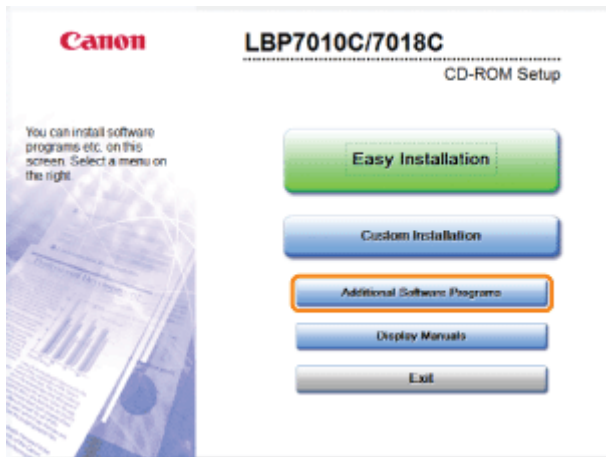 Canon
LBP7010C/7018C
CD-ROM Setup
You can install software
programs etc. on this
screen. Select a menu on
the right.
Easy Installation
Custom Installation
Additional Software Programs
Display Manuals
Exit